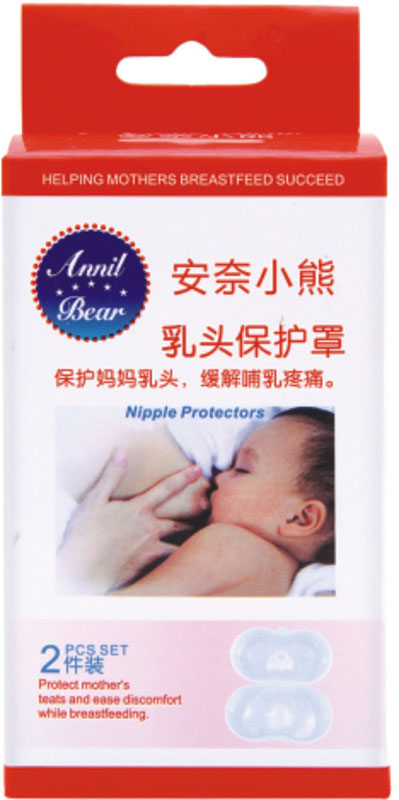 HELPING MOTHERS BREASTFEED SUCCEED
Annil
Bear
安奈小熊
乳头保护罩
保护妈妈乳头，缓解哺乳疼痛。
Nipple Protectors
2 PCS SET
件装
Protect mother's
teats and ease discomfort
while breastfeeding.